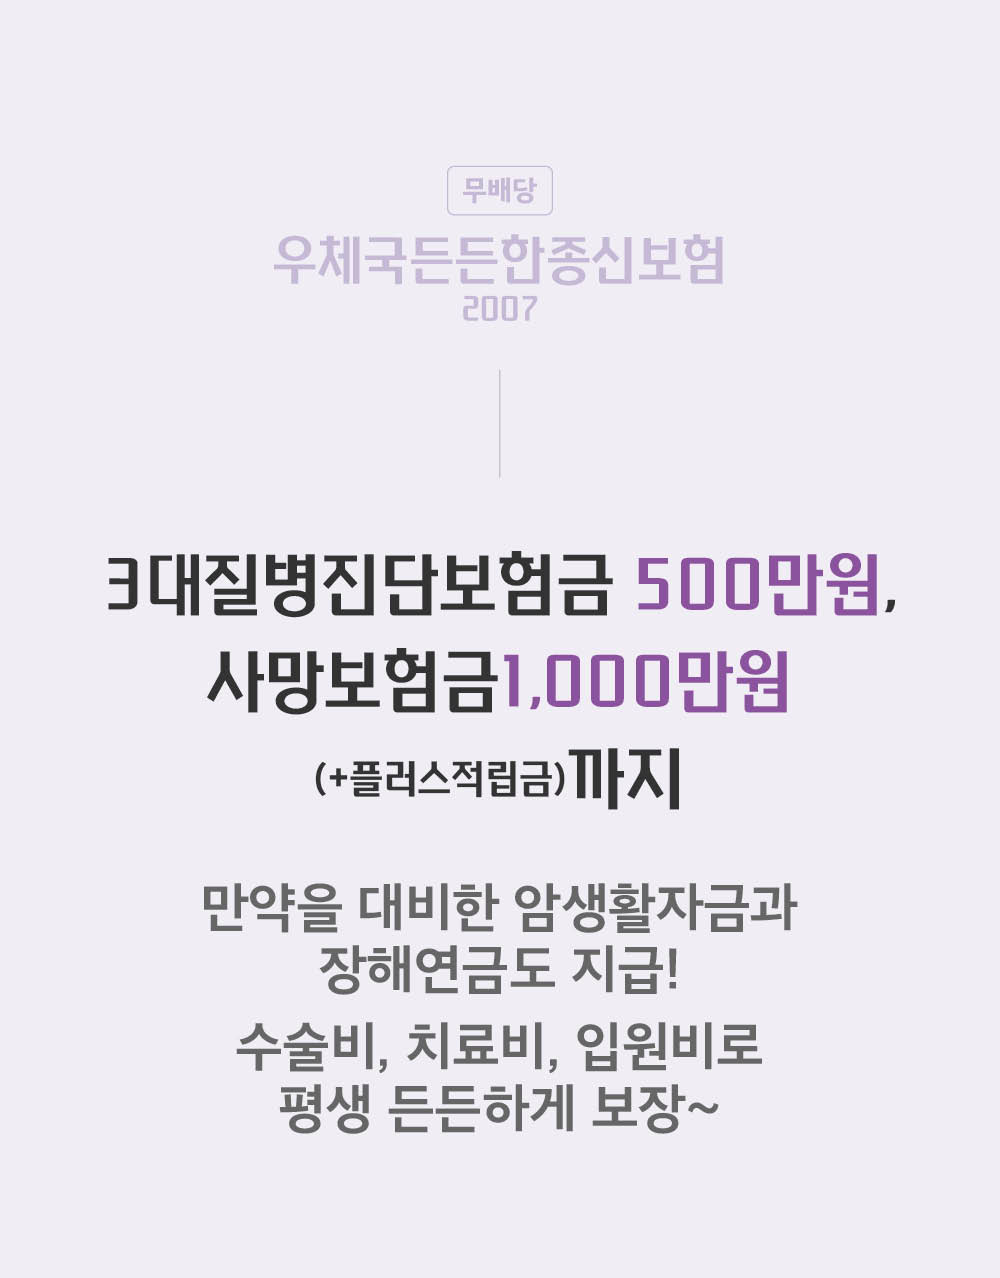 무배당
우체국든든한종신보험
2007
3대질병진단보험금 500만원,
사망보험금1,000만원
(+플러스적립금)까지
만약을 대비한 암생활자금과
장해연금도 지급!
수술비, 치료비, 입원비로
평생 든든하게 보장~